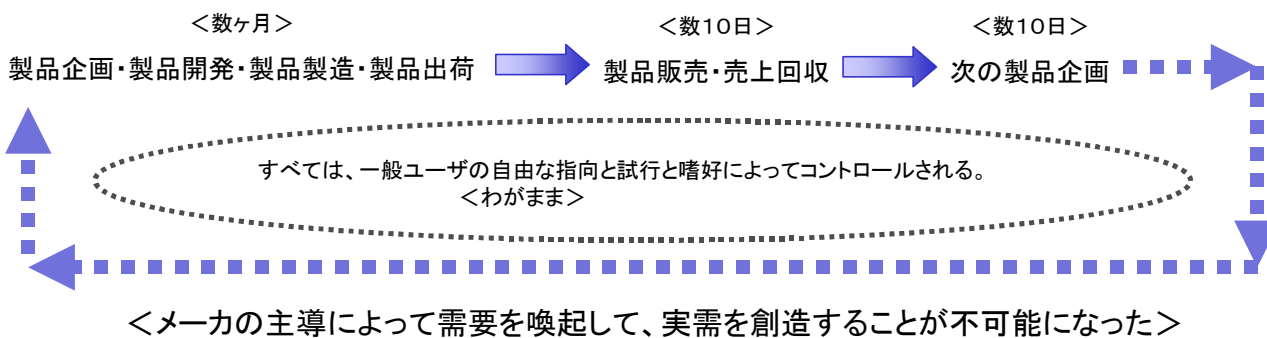 ＜数ヶ月＞
＜数１０日＞
＜数１０日＞
製品企画・製品開発・製品製造・製品出荷
製品販売・売上回収
次の製品企画
すべては、一般ユーザの自由な指向と試行と嗜好によってコントロールされる。
＜わがまま＞
＜メーカの主導によって需要を喚起して、実需を創造することが不可能になった＞